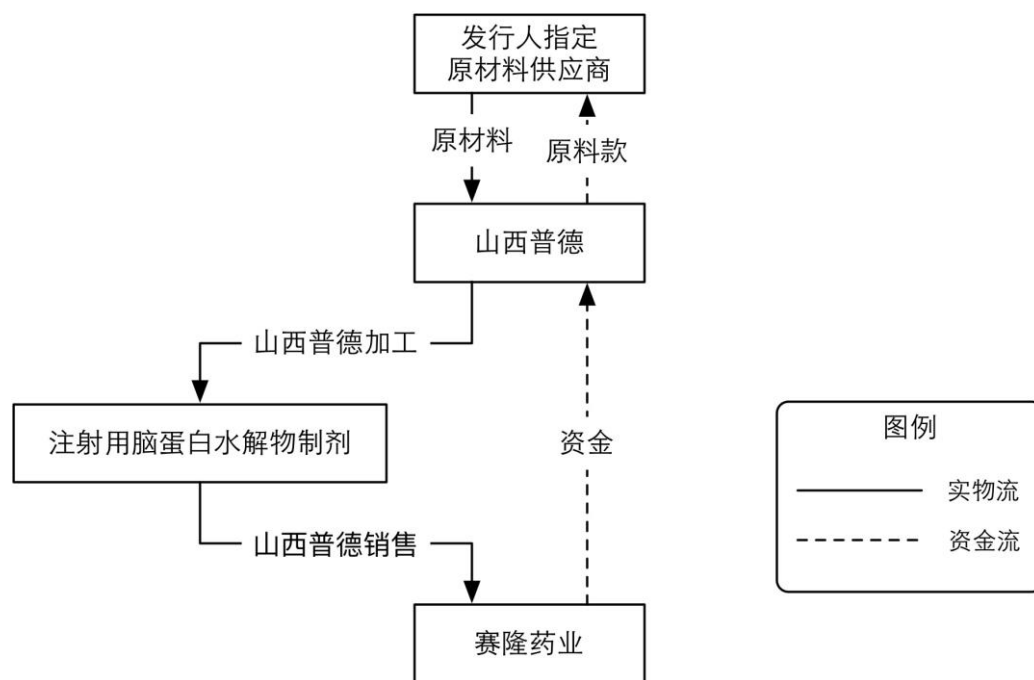 发行人指定
原材料供应商
原材料
原料款
山西普德
山西普德加工
注射用脑蛋白水解物制剂
资金
图例
实物流
资金流
山西普德销售
赛隆药业